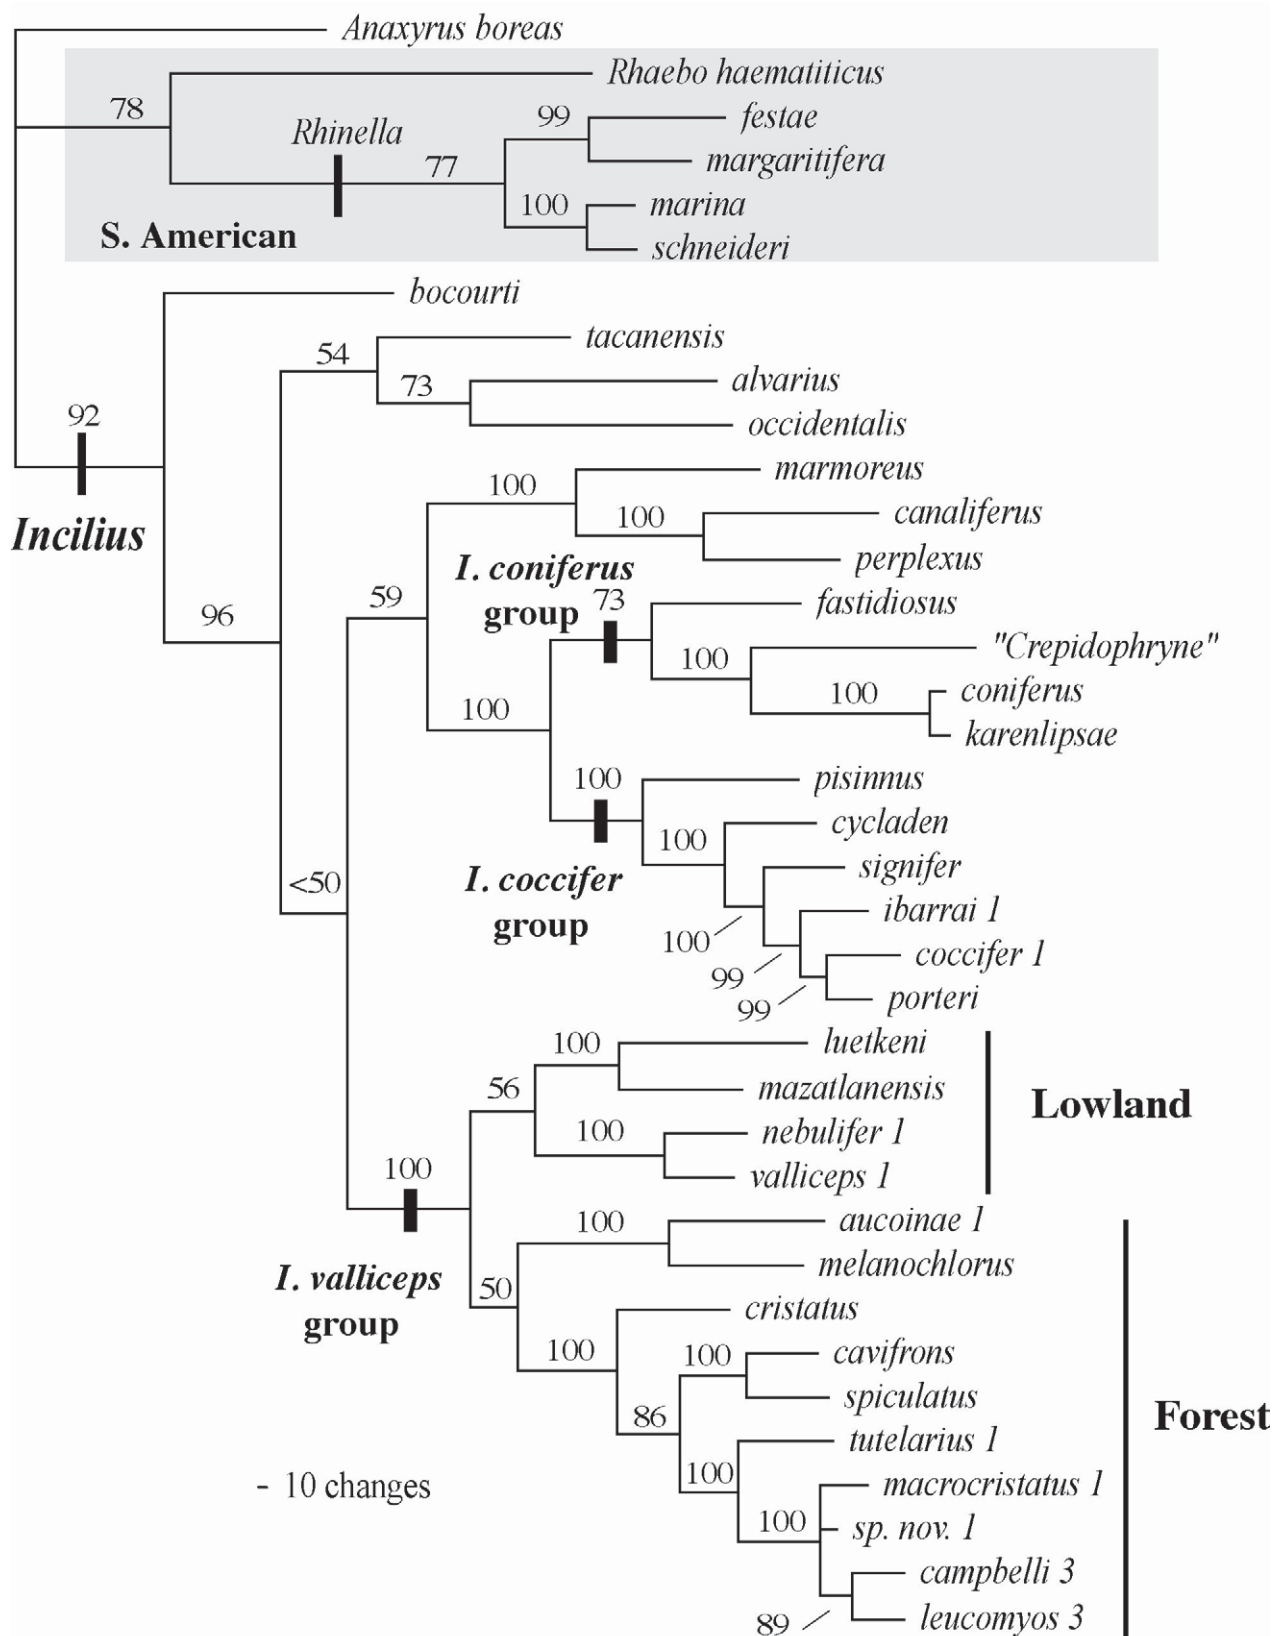 Anaxyrus boreas
Rhaebo haematiticus
78
festae
99
Rhinella
margaritifera
77
marina
100
S. American
schneideri
bocourti
tacanensis
54
alvarius
73
92
occidentalis
marmoreus
100
canaliferus
100
Incilius
perplexus
I. coniferus
group
73
59
fastidiosus
96
"Crepidophryne"
100
coniferus
100
100
karenlipsae
pisinnus
100
cycladen
100
signifer
<50
I. coccifer
group
ibarrai 1
100
coccifer 1
99
porteri
99
luetkeni
100
mazatlanensis
56
Lowland
nebulifer 1
100
valliceps 1
100
aucoinae 1
100
melanochlorus
I. valliceps
group
50
cristatus
100
cavifrons
100
spiculatus
86
Forest
tutelarius 1
100
macrocristatus 1
- 10 changes
sp. nov. 1
100
campbelli 3
leucomyos 3
89